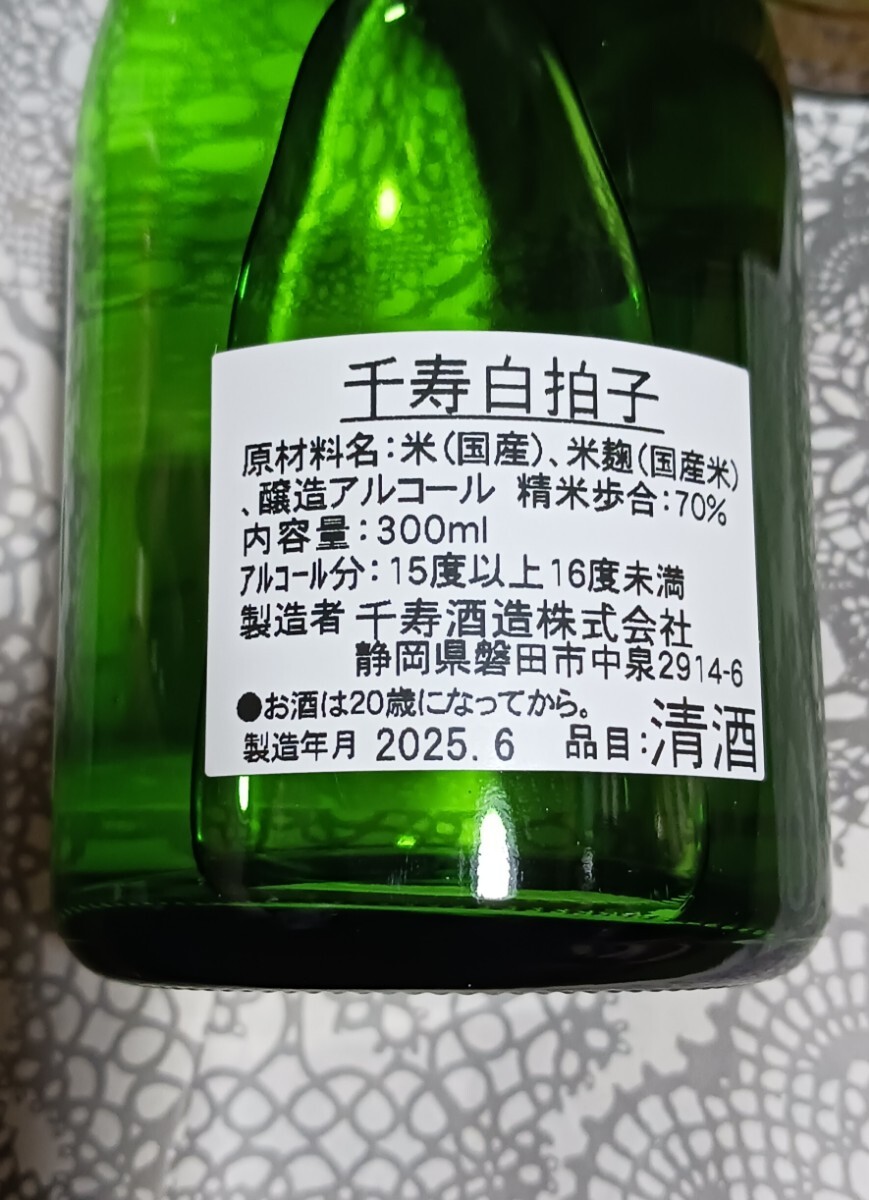 千寿白拍子
原材料名:米(国産)、米麹(国産米)
、醸造アルコール 精米歩合:70%
内容量:300ml
アルコール分:15度以上16度未満
製造者 千寿酒造株式会社
静岡県磐田市中泉2914-6
●お酒は20歳になってから。
製造年月 2025.6 品目:清酒